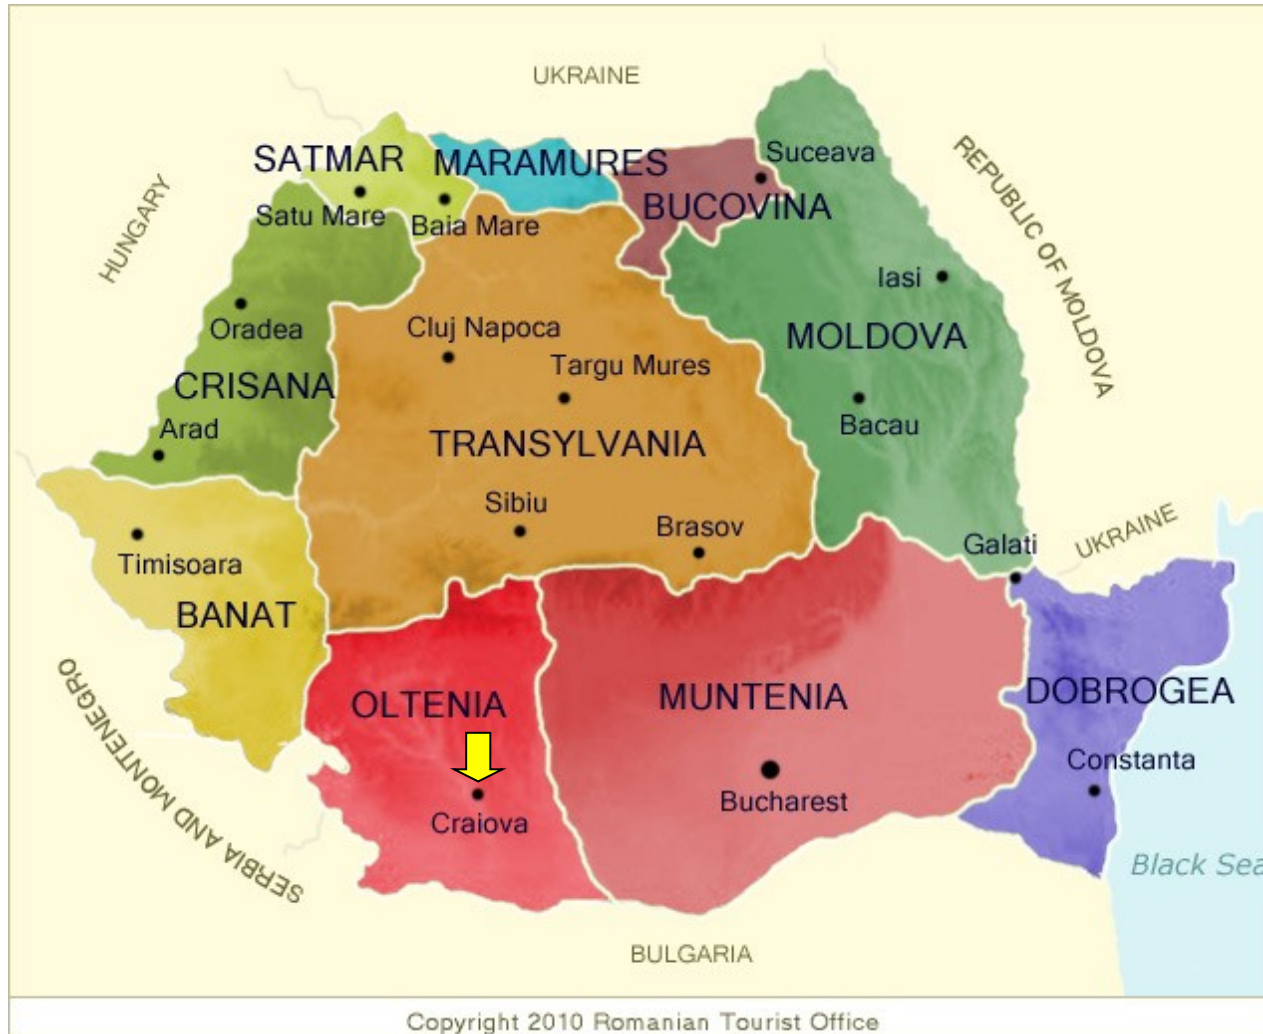 UKRAINE
SATMAR
MARAMURES
Suceava
REPUBLIC OF MOLDOVA
HUNGARY
Satu Mare
Baia Mare
BUCOVINA
Iasi
Oradea
Cluj Napoca
MOLDOVA
Targu Mures
CRISANA
Arad
Bacau
TRANSYLVANIA
Sibiu
Brasov
Galati
UKRAINE
Timisoara
BANAT
OLTENIA
MUNTENIA
DOBROGEA
SERBIA AND MONTENEGRO
Constanta
Bucharest
Craiova
Black Sea
BULGARIA
Copyright 2010 Romanian Tourist Office